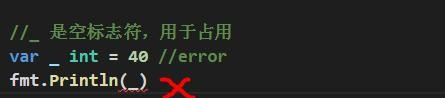 //_ 是空标志符，用于占用
var _ int = 40 //error
fmt.Println(_)